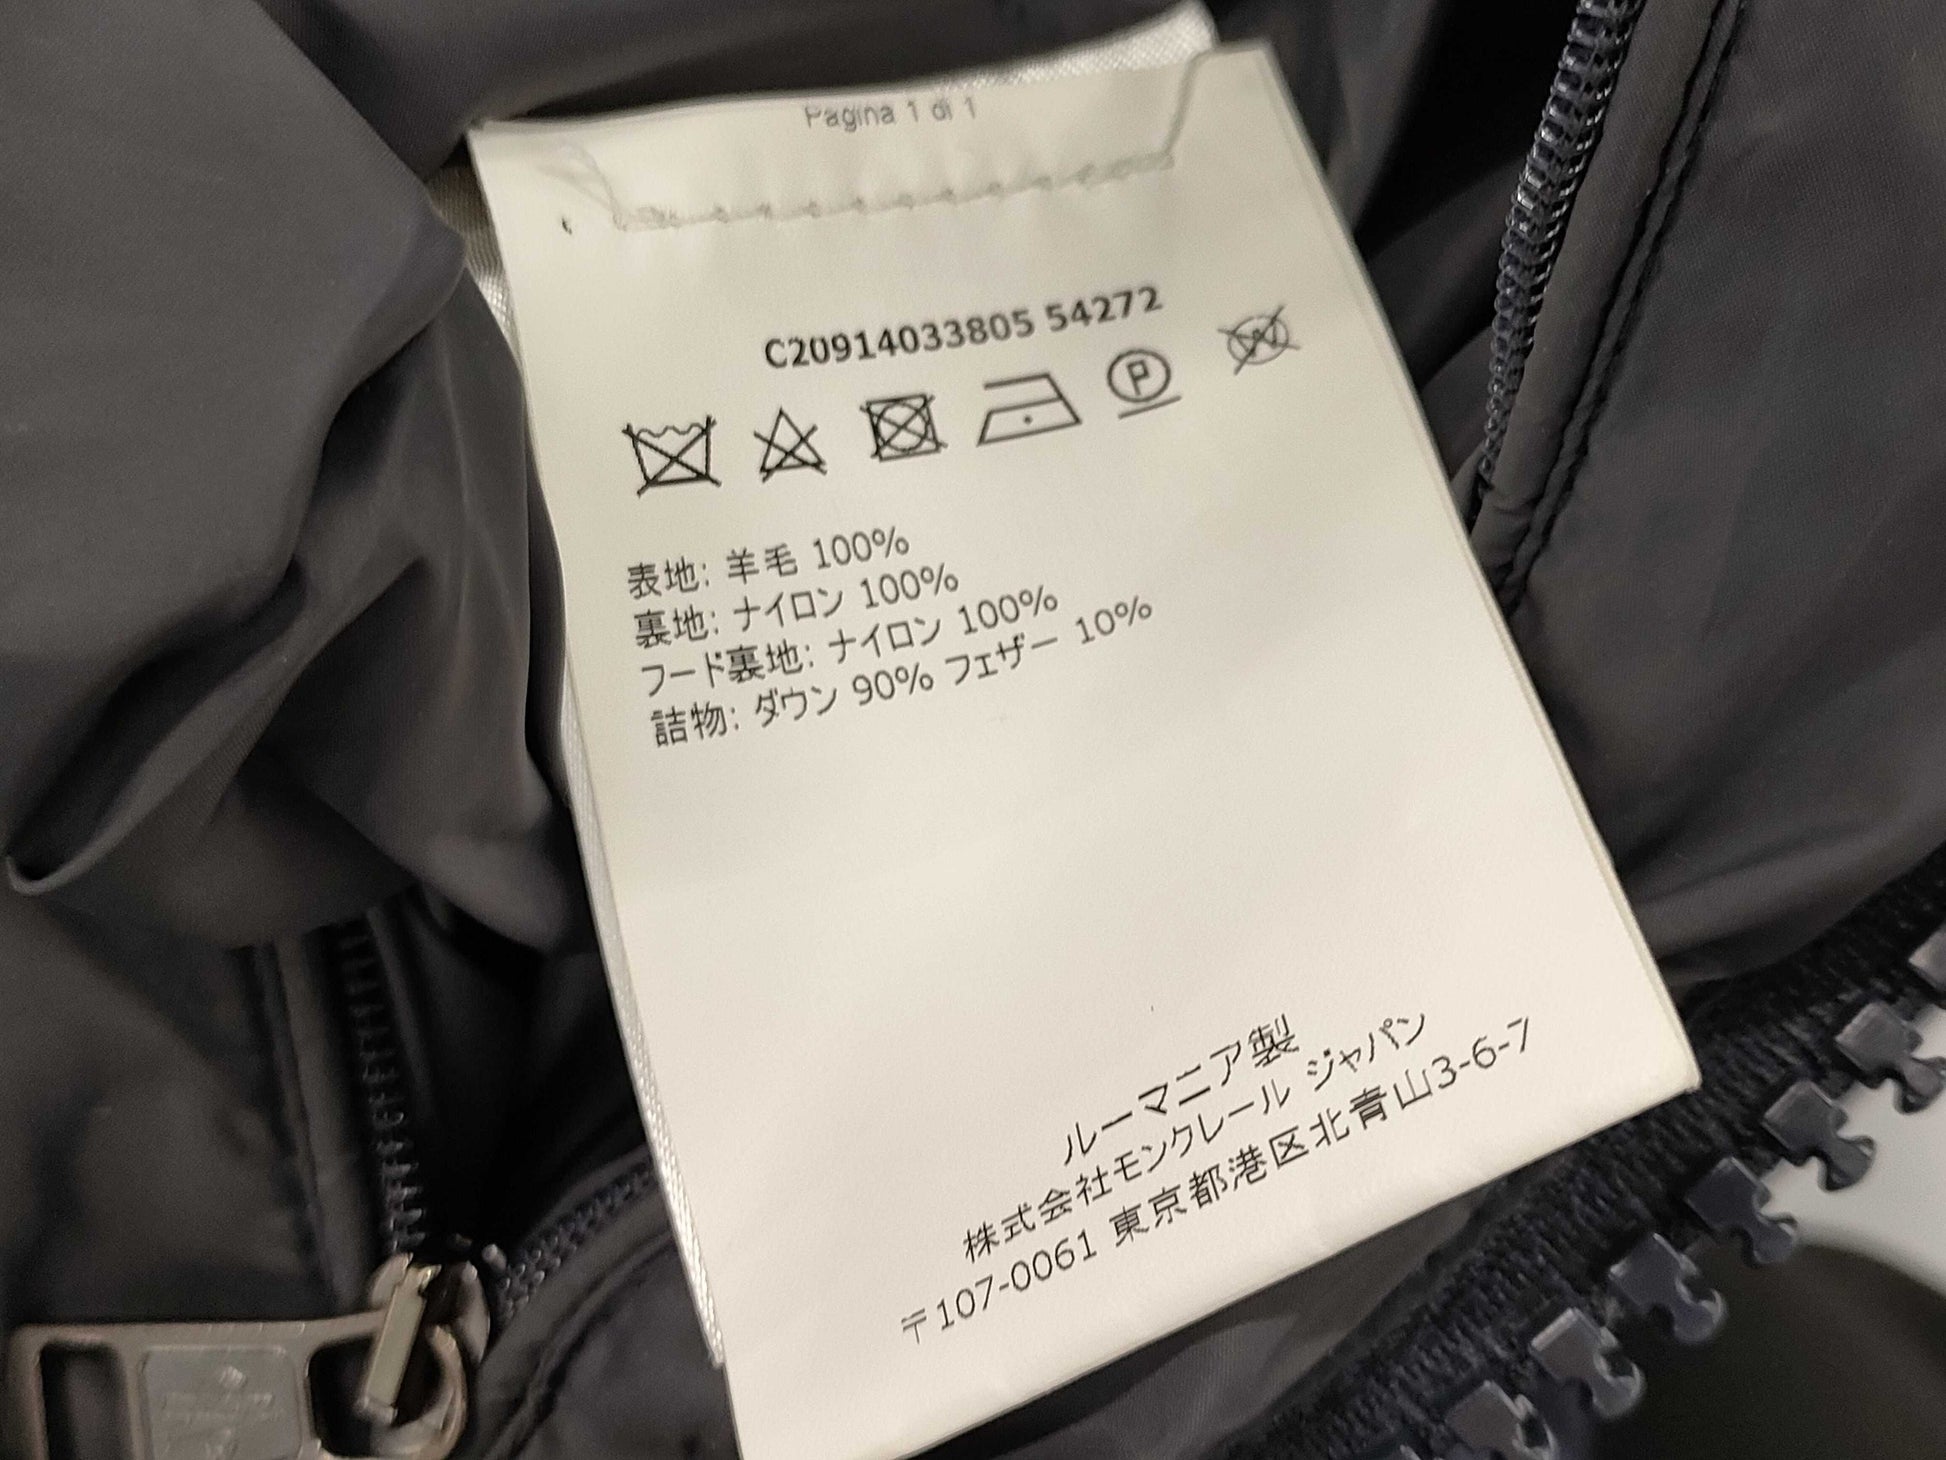 Pagina 1 di 1
C20914033805 54272
P
W
表地: 羊毛 100%
裏地: ナイロン 100%
フード裏地: ナイロン 100%
詰物: ダウン 90% フェザー 10%
ルーマニア製
株式会社モンクレール ジャパン
〒107-0061 東京都港区北青山3-6-7